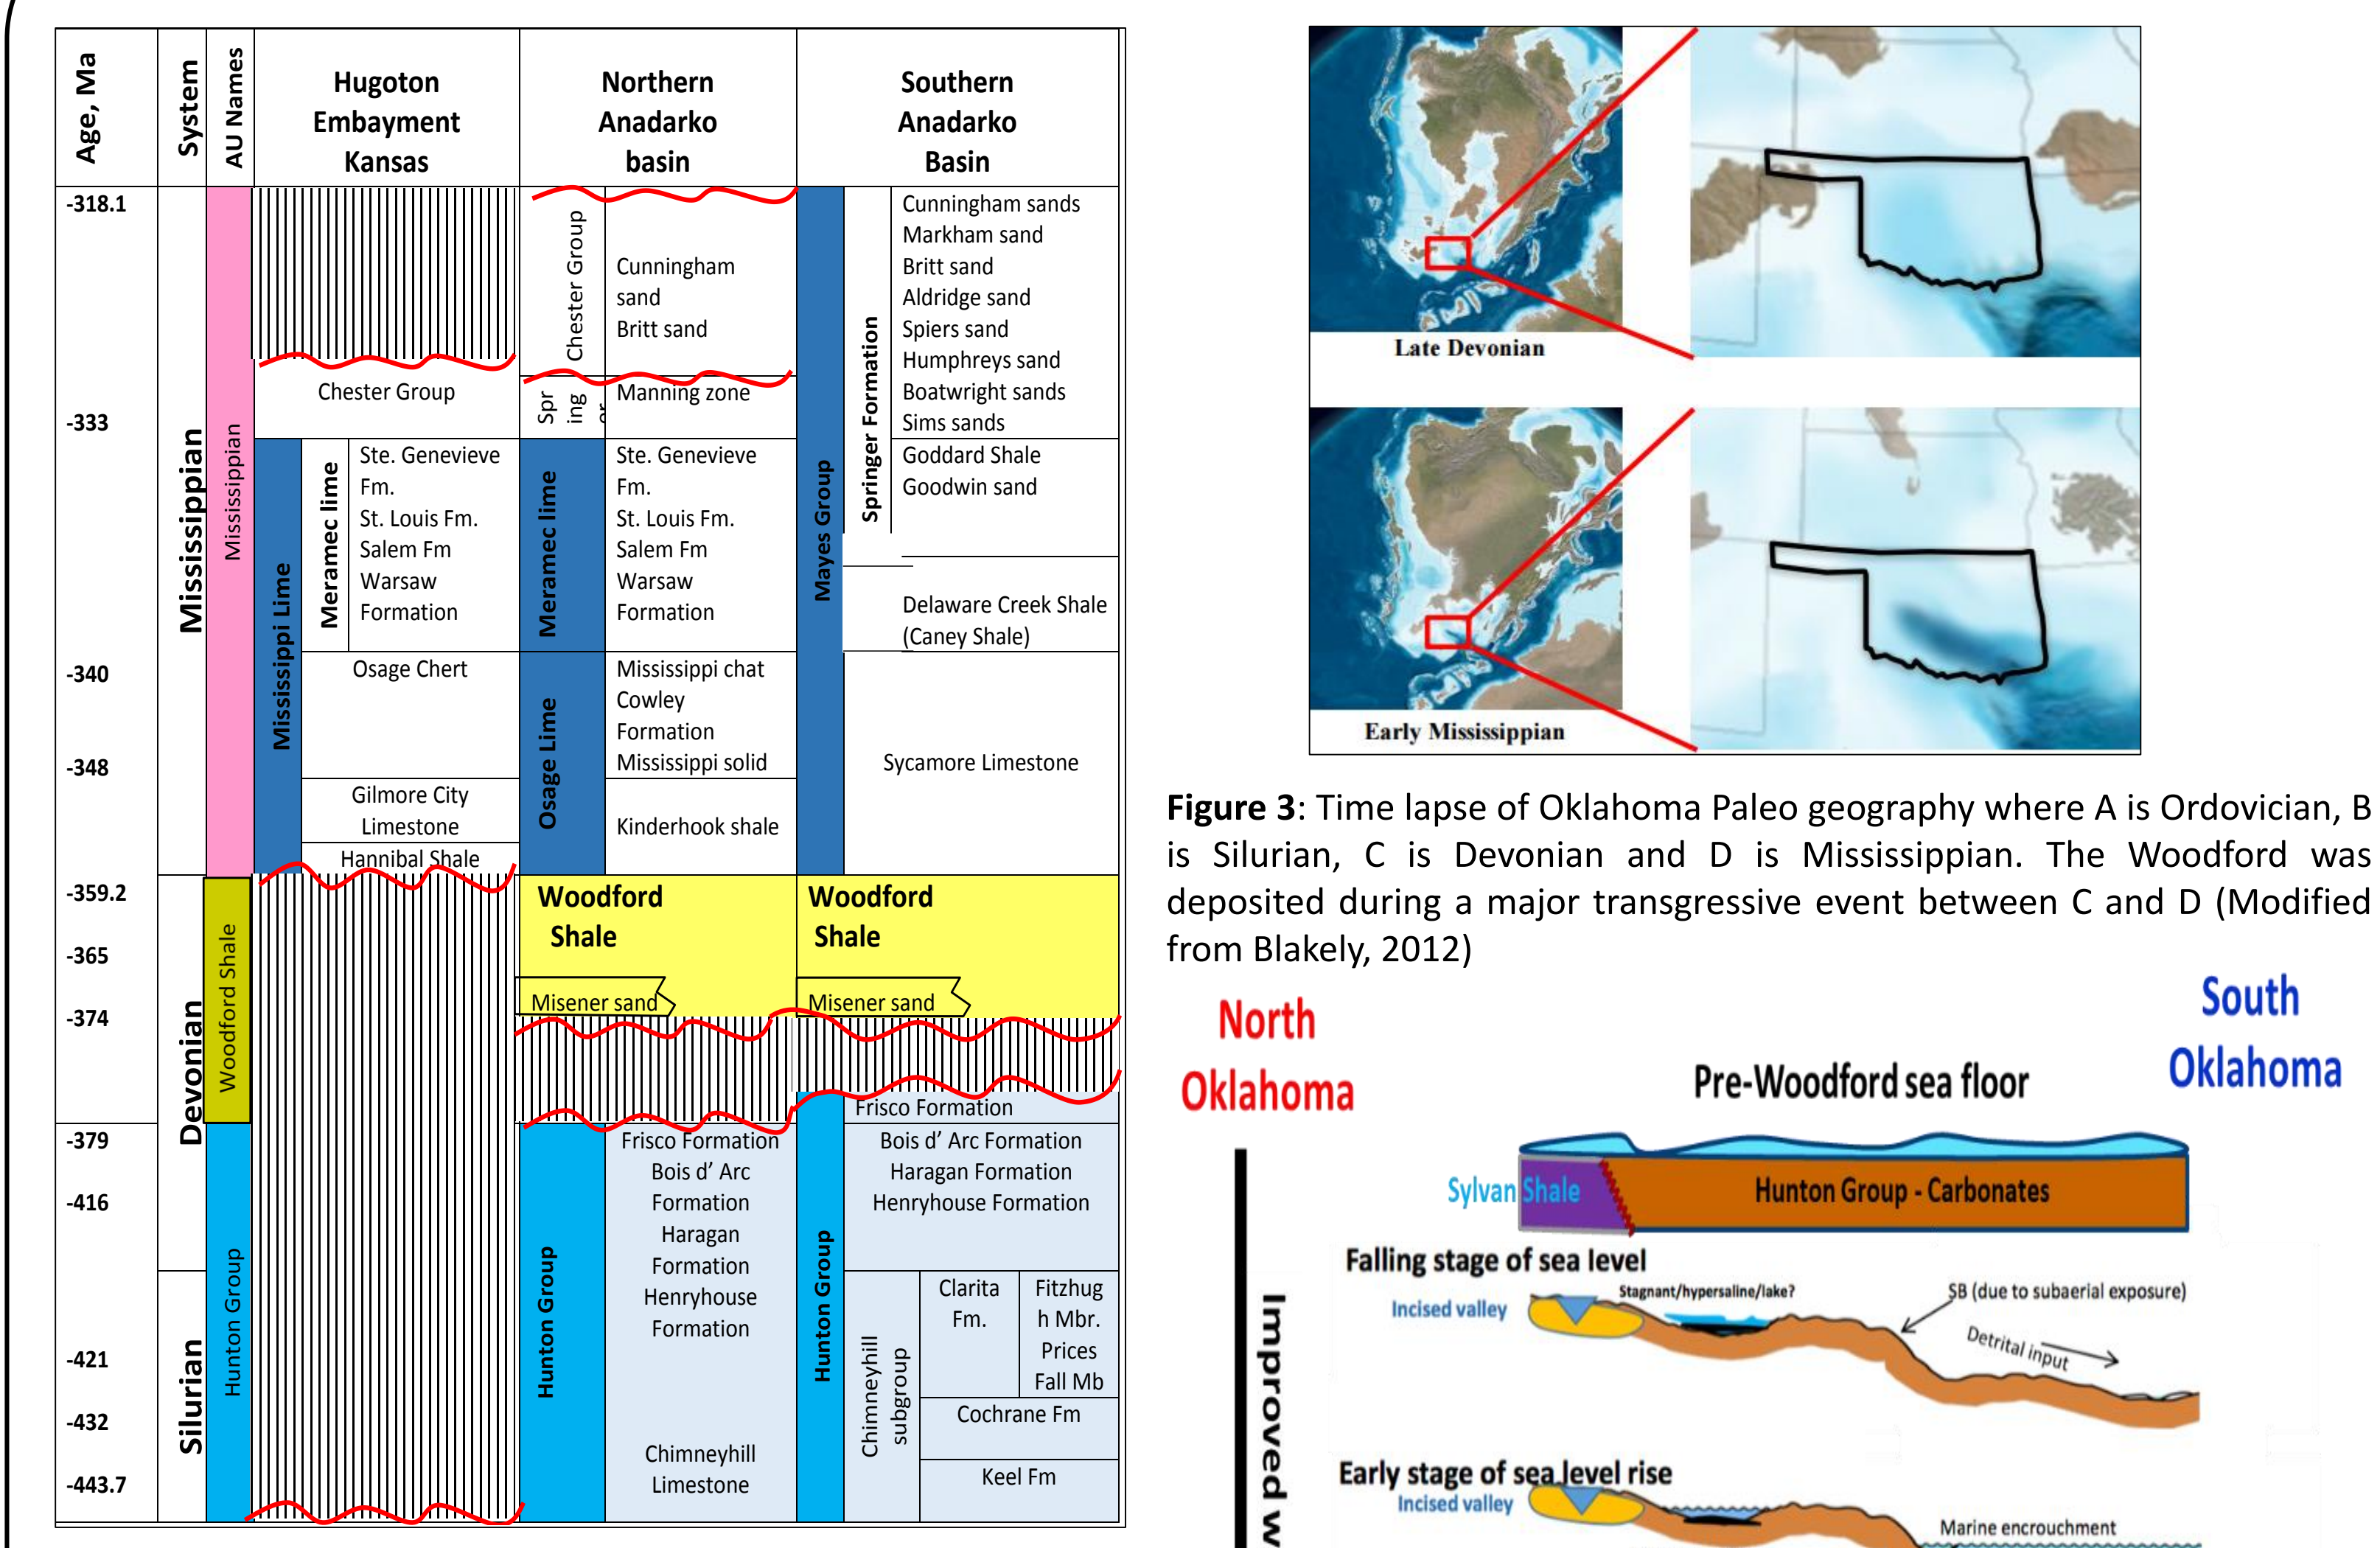 Age, Ma
System
AU Names
Hugoton
Embayment
Kansas
Northern
Anadarko
basin
Southern
Anadarko
Basin
-318.1
-333
-340
-348
-359.2
-365
-374
-379
-416
-421
-432
-443.7
Mississippian
Devonian
Silurian
Mississippian
Woodford Shale
Hunton Group
Chester Group
Mississippi Lime
Meramec lime
Ste. Genevieve
Fm.
St. Louis Fm.
Salem Fm
Warsaw
Formation
Osage Chert
Gilmore City
Limestone
Hannibal Shale
Chester Group
Cunningham
sand
Britt sand
Spr
ing
er
Manning zone
Meramec lime
Ste. Genevieve
Fm.
St. Louis Fm.
Salem Fm
Warsaw
Formation
Osage Lime
Mississippi chat
Cowley
Formation
Mississippi solid
Kinderhook shale
Woodford
Shale
Misener sand
Hunton Group
Frisco Formation
Bois d’ Arc
Formation
Haragan
Formation
Henryhouse
Formation
Chimneyhill
Limestone
Mayes Group
Springer Formation
Cunningham sands
Markham sand
Britt sand
Aldridge sand
Spiers sand
Humphreys sand
Boatwright sands
Sims sands
Goddard Shale
Goodwin sand
Delaware Creek Shale
(Caney Shale)
Sycamore Limestone
Woodford
Shale
Misener sand
Hunton Group
Frisco Formation
Bois d’ Arc Formation
Haragan Formation
Henryhouse Formation
Chimneyhill
subgroup
Clarita
Fm.
Fitzhug
h Mbr.
Prices
Fall Mb
Cochrane Fm
Keel Fm
Late Devonian
Early Mississippian
Figure 3: Time lapse of Oklahoma Paleo geography where A is Ordovician, B
is Silurian, C is Devonian and D is Mississippian. The Woodford was
deposited during a major transgressive event between C and D (Modified
from Blakely, 2012)
North
Oklahoma
South
Oklahoma
Pre-Woodford sea floor
Sylvan Shale
Hunton Group - Carbonates
Improved w
Falling stage of sea level
Stagnant/hypersaline/lake?
SB (due to subaerial exposure)
Incised valley
Detrital input
Early stage of sea level rise
Incised valley
Marine encrouchment